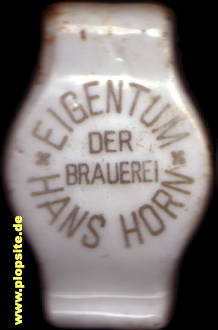 * EIGENTUM *
DER
BRAUEREI
HANS HORN
www.plopsite.de